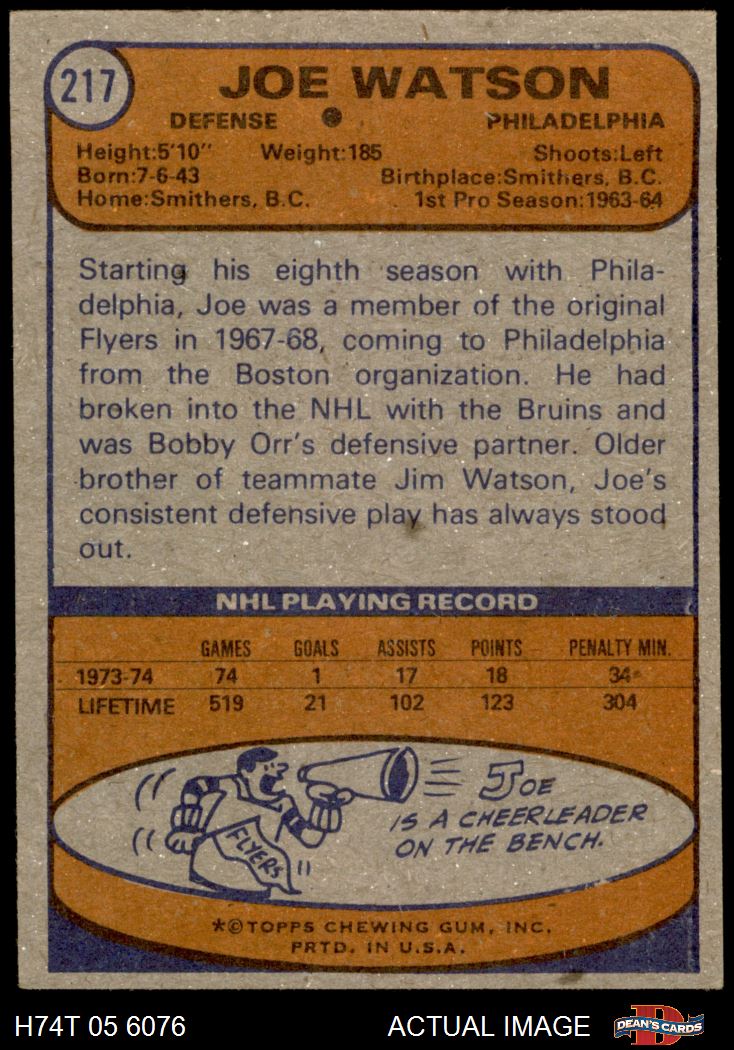 217
JOE WATSON
DEFENSE PHILADELPHIA
Height:5'10" Weight:185 Shoots:Left
Born:7-6-43 Birthplace:Smithers, B.C.
Home:Smithers, B.C. 1st Pro Season:1963-64
Starting his eighth season with Phila-
delphia, Joe was a member of the original
Flyers in 1967-68, coming to Philadelphia
from the Boston organization. He had
broken into the NHL with the Bruins and
was Bobby Orr's defensive partner. Older
brother of teammate Jim Watson, Joe's
consistent defensive play has always stood
out.
NHL PLAYING RECORD
GAMES GOALS ASSISTS POINTS PENALTY MIN.
1973-74 74 1 17 18 34
LIFETIME 519 21 102 123 304
JOE
IS A CHEERLEADER
ON THE BENCH.
FLYERS
*©TOPPS CHEWING GUM, INC.
PRTD. IN U.S.A.
H74T 05 6076 ACTUAL IMAGE D DEAN'S CARDS